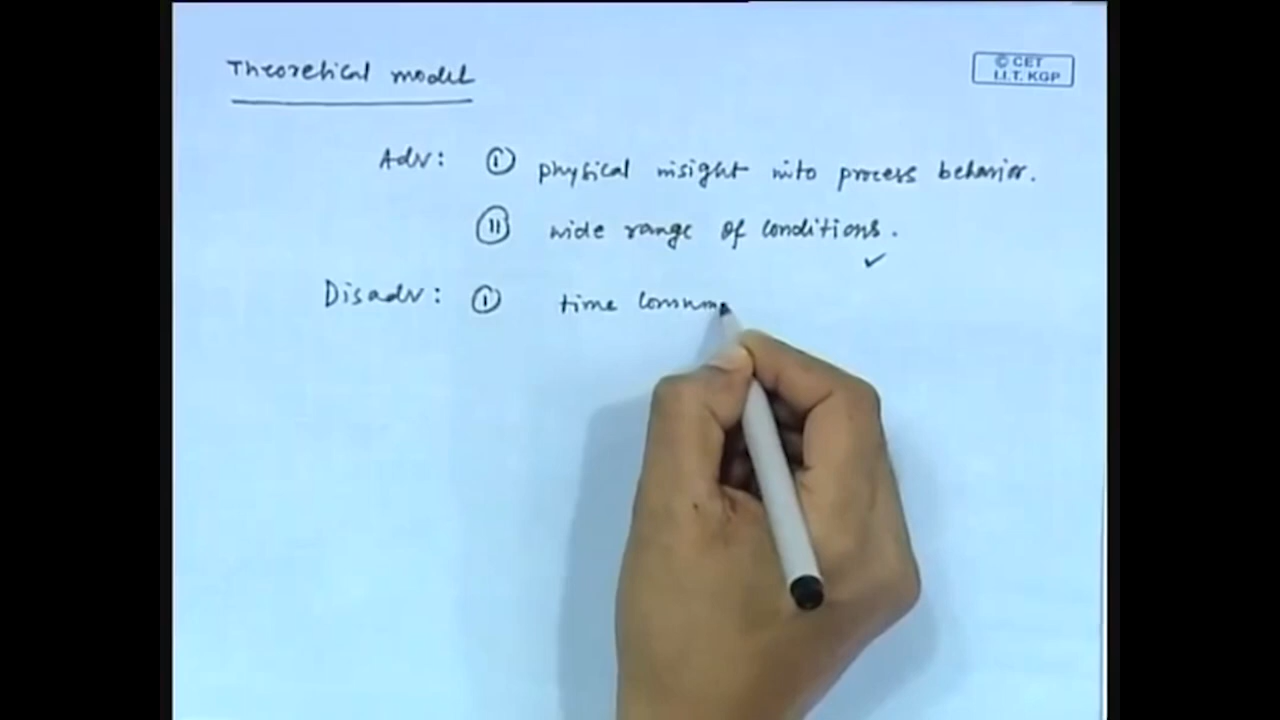 Theoretical model
© CET
I.I.T. KGP
Adv: (I) physical insight into process behavior.
(II) wide range of conditions.
Disadv: (I) time consum